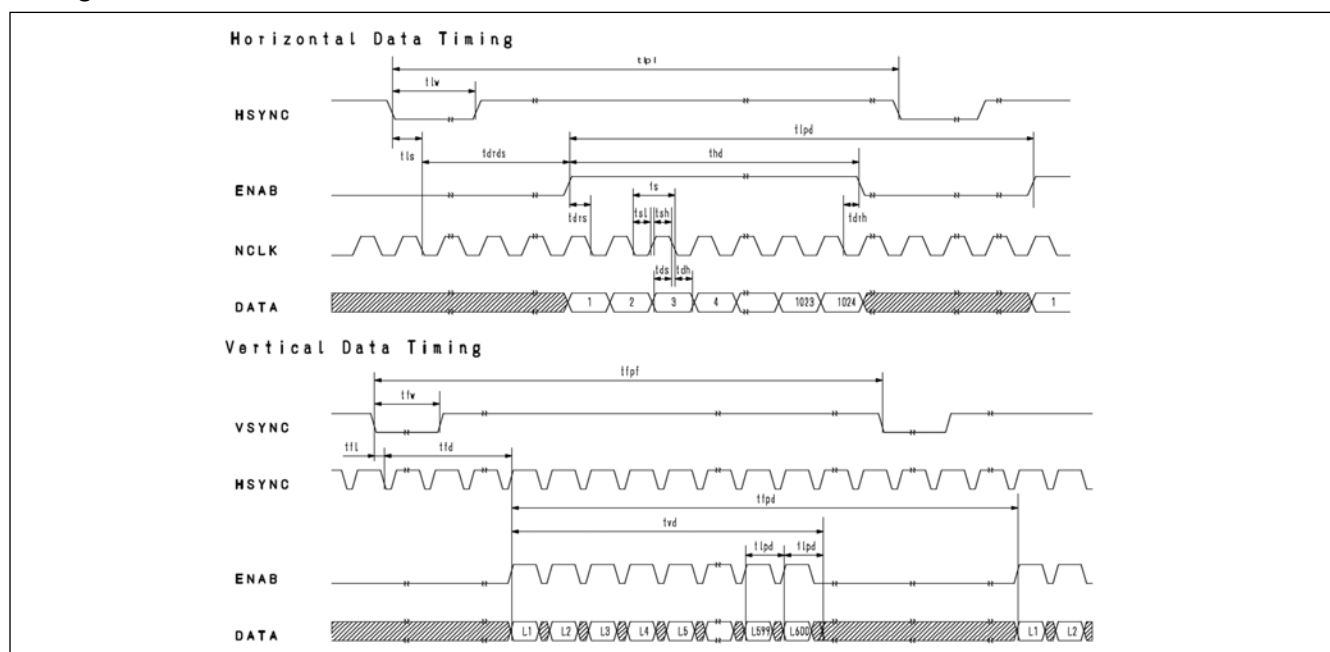 Horizontal Data Timing
tlpl
tlw
HSYNC
tlpd
tls
tdrds
thd
ENAB
ts
tdrs
tsl
tsh
tdrh
NCLK
tds
tdh
DATA
1
2
3
4
1023
1024
1
Vertical Data Timing
tfpf
tfw
VSYNC
tfl
tfd
HSYNC
tfpd
tvd
tlpd
tlpd
ENAB
DATA
L1
L2
L3
L4
L5
L599
L600
L1
L2